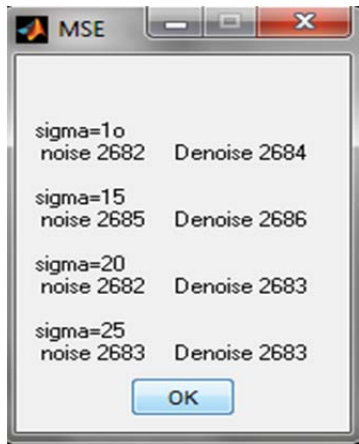 MSE
sigma=1o
noise 2682 Denoise 2684
sigma=15
noise 2685 Denoise 2686
sigma=20
noise 2682 Denoise 2683
sigma=25
noise 2683 Denoise 2683
OK